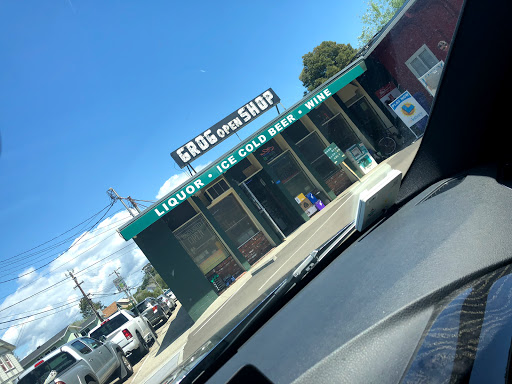 GROG OPEN SHOP
LIQUOR • ICE COLD BEER • WINE